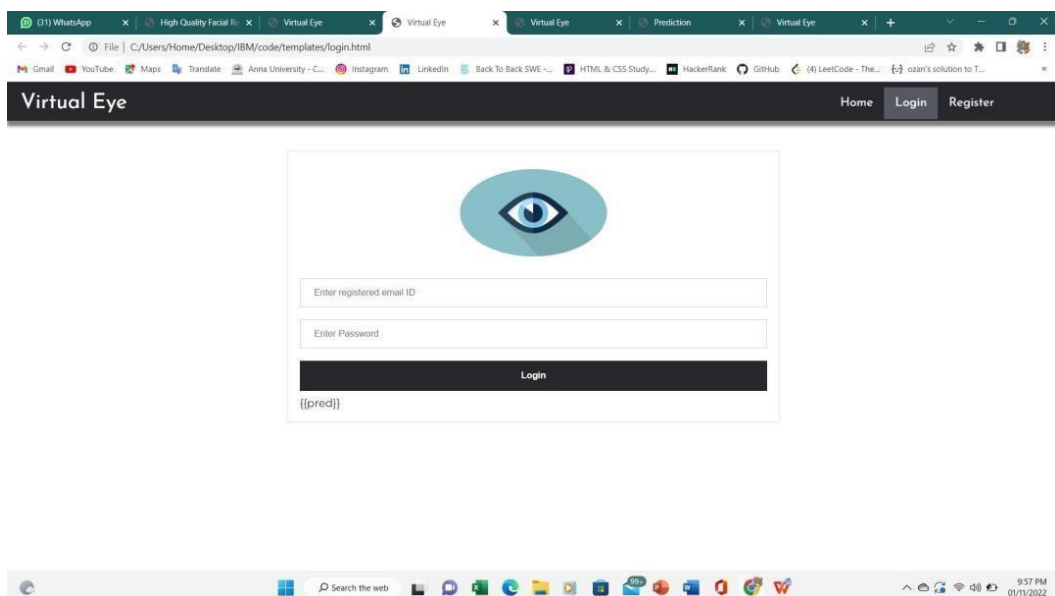 (31) WhatsApp
High Quality Facial Re
Virtual Eye
Virtual Eye
Virtual Eye
Prediction
Virtual Eye
File | C:/Users/Home/Desktop/IBM/code/templates/login.html
Gmail YouTube Maps Translate Anna University - C... Instagram LinkedIn Back To Back SWE -... HTML & CSS Study... HackerRank GitHub (4) LeetCode - The... ozan's solution to T... »
Virtual Eye
Home Login Register
Enter registered email ID
Enter Password
Login
{{pred}}
Search the web
99+
9:57 PM
01/11/2022